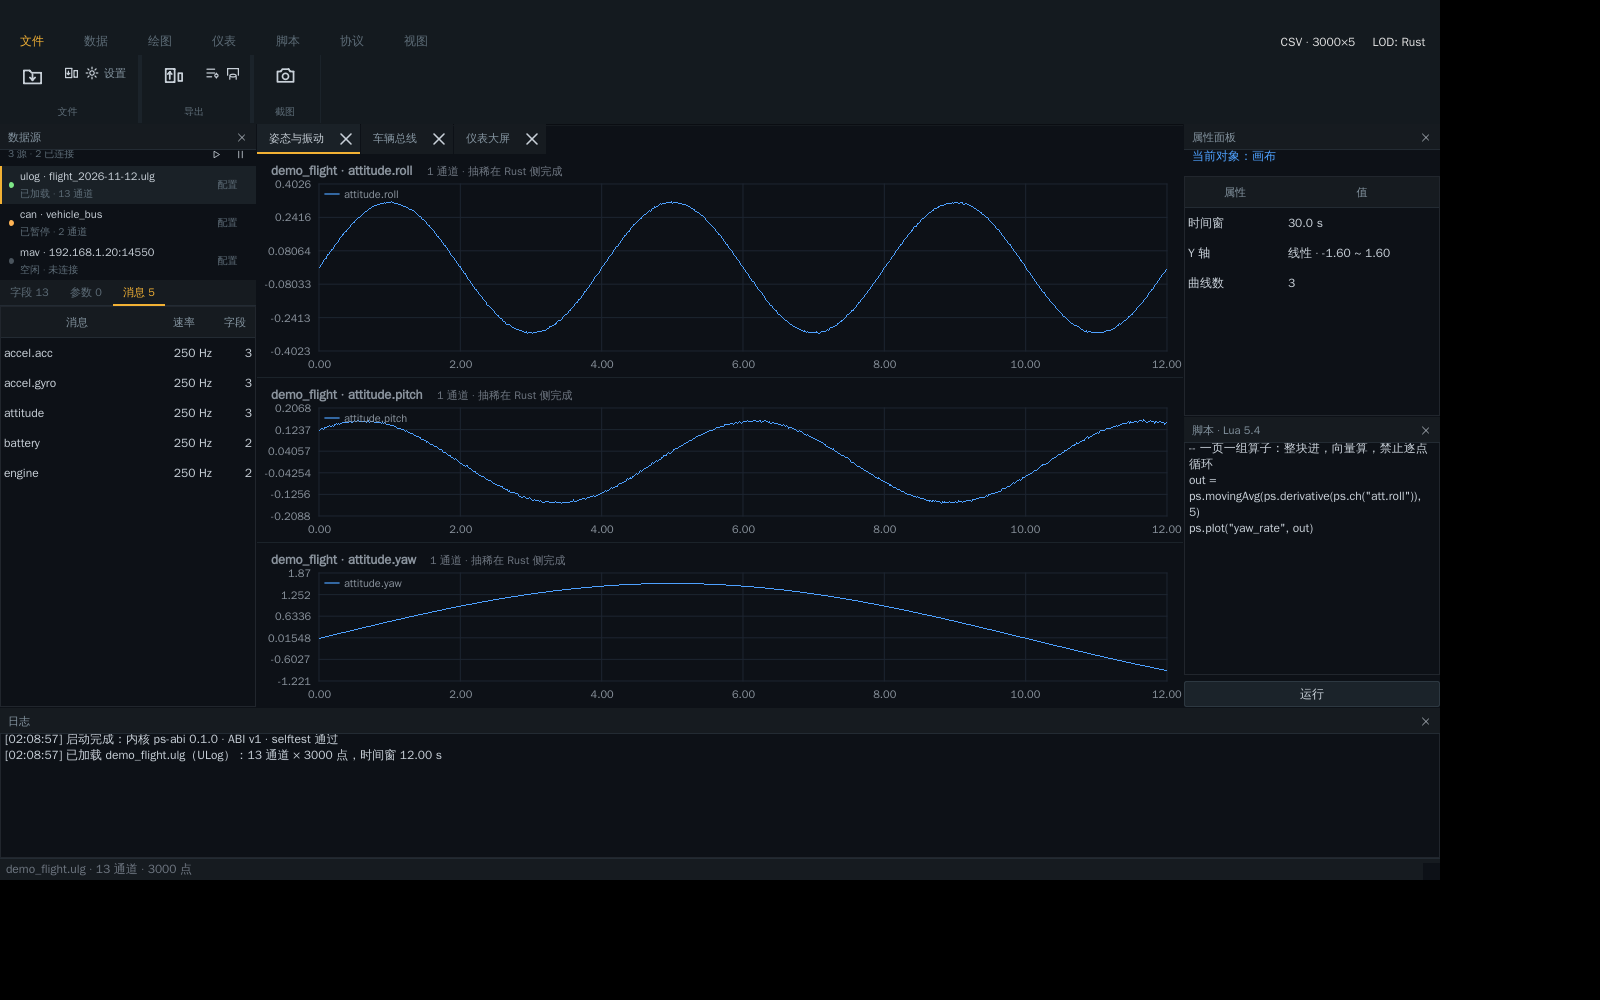 文件 数据 绘图 仪表 脚本 协议 视图
CSV · 3000×5 LOD: Rust
设置
文件 导出 截图
数据源
3 源 · 2 已连接
ulog · flight_2026-11-12.ulg
已加载 · 13 通道
配置
can · vehicle_bus
已暂停 · 2 通道
配置
mav · 192.168.1.20:14550
空闲 · 未连接
配置
字段 13 参数 0 消息 5
消息 速率 字段
accel.acc 250 Hz 3
accel.gyro 250 Hz 3
attitude 250 Hz 3
battery 250 Hz 2
engine 250 Hz 2
姿态与振动 车辆总线 仪表大屏
demo_flight · attitude.roll 1 通道 · 抽稀在 Rust 侧完成
attitude.roll
0.4026
0.2416
0.08064
-0.08033
-0.2413
-0.4023
0.00 2.00 4.00 6.00 8.00 10.00 12.00
demo_flight · attitude.pitch 1 通道 · 抽稀在 Rust 侧完成
attitude.pitch
0.2068
0.1237
0.04057
-0.04254
-0.1256
-0.2088
0.00 2.00 4.00 6.00 8.00 10.00 12.00
demo_flight · attitude.yaw 1 通道 · 抽稀在 Rust 侧完成
attitude.yaw
1.87
1.252
0.6336
0.01548
-0.6027
-1.221
0.00 2.00 4.00 6.00 8.00 10.00 12.00
属性面板
当前对象：画布
属性 值
时间窗 30.0 s
Y 轴 线性 · -1.60 ~ 1.60
曲线数 3
脚本 · Lua 5.4
-- 一页一组算子：整块进，向量算，禁止逐点
循环
out =
ps.movingAvg(ps.derivative(ps.ch("att.roll")),
5)
ps.plot("yaw_rate", out)
运行
日志
[02:08:57] 启动完成：内核 ps-abi 0.1.0 · ABI v1 · selftest 通过
[02:08:57] 已加载 demo_flight.ulg（ULog）：13 通道 × 3000 点，时间窗 12.00 s
demo_flight.ulg · 13 通道 · 3000 点